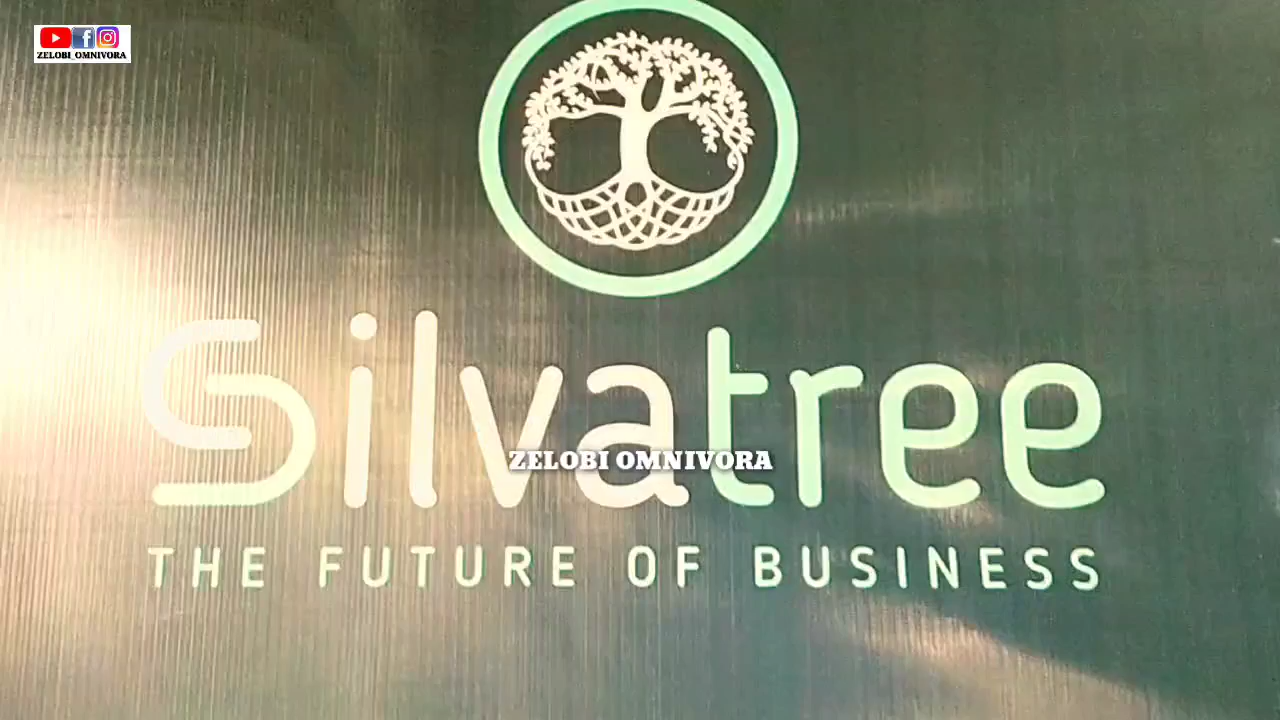 ZELOBI_OMNIVORA
Silvatree
ZELOBI OMNIVORA
THE FUTURE OF BUSINESS